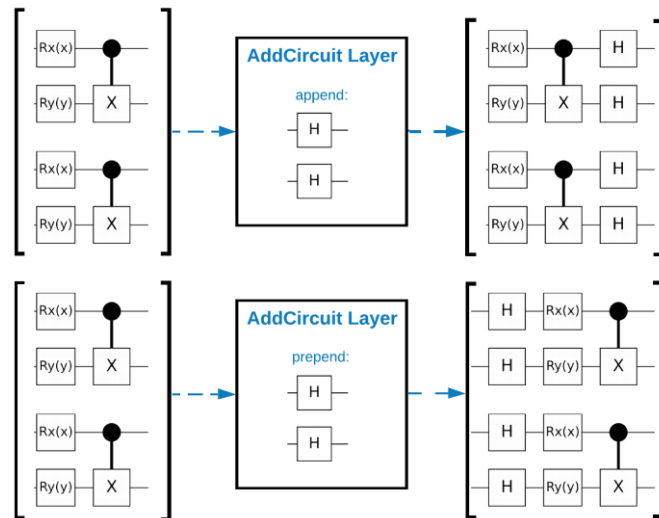 Rx(x)
Ry(y) X
Rx(x)
Ry(y) X
AddCircuit Layer
append:
H
H
Rx(x) H
Ry(y) X H
Rx(x) H
Ry(y) X H
Rx(x)
Ry(y) X
Rx(x)
Ry(y) X
AddCircuit Layer
prepend:
H
H
H Rx(x)
H Ry(y) X
H Rx(x)
H Ry(y) X